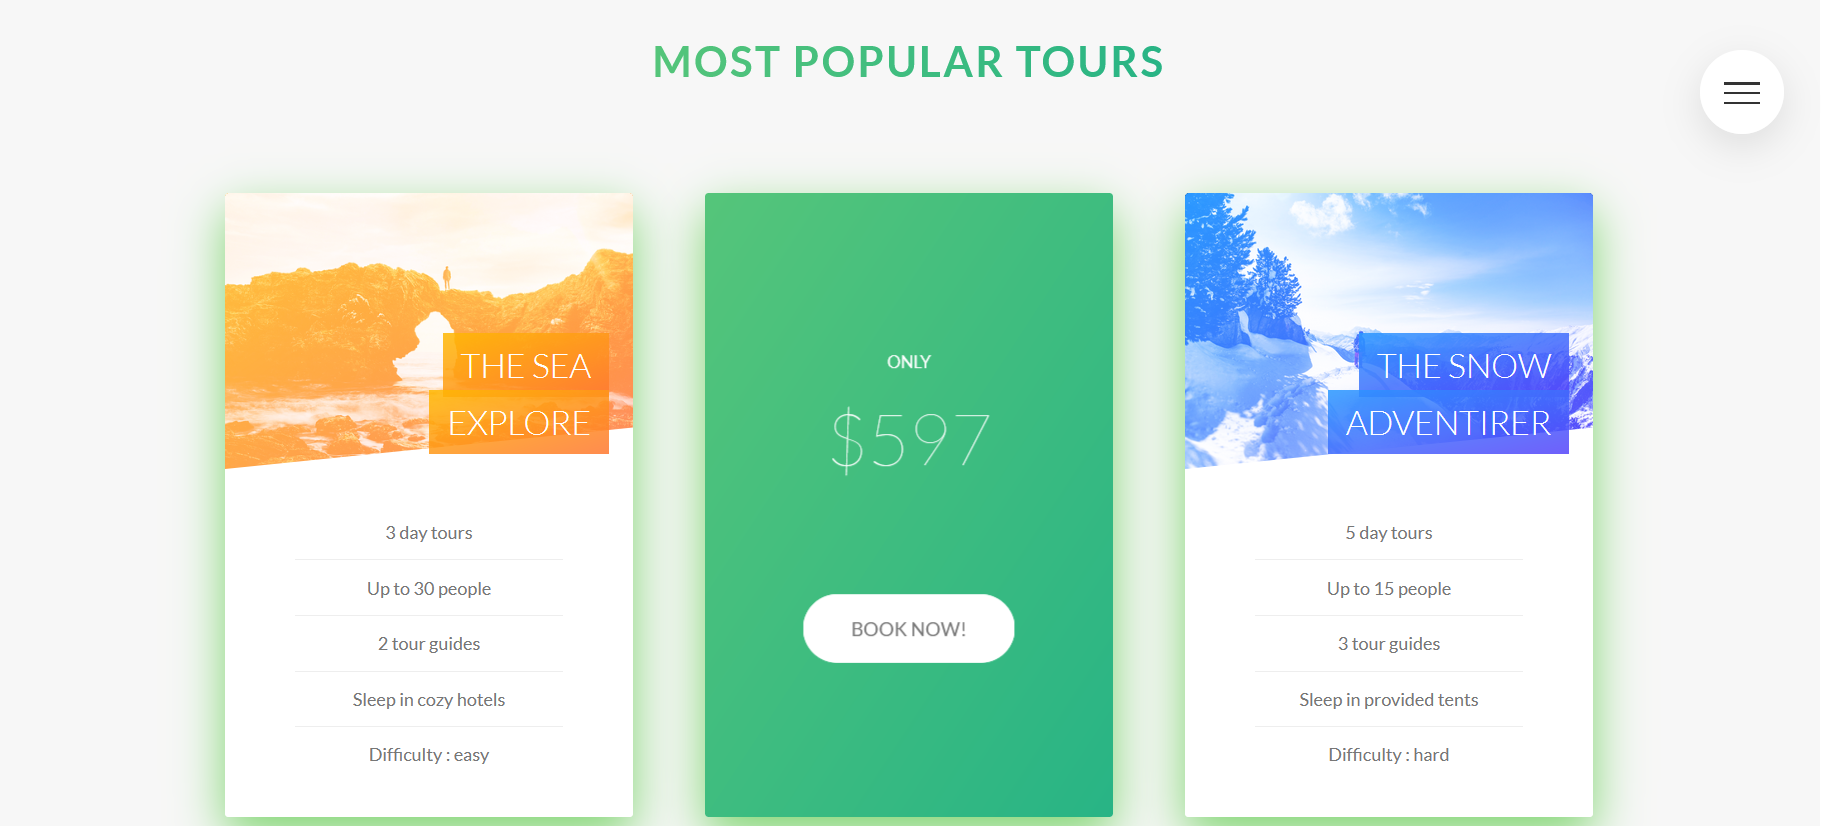 MOST POPULAR TOURS
THE SEA
EXPLORE
3 day tours
Up to 30 people
2 tour guides
Sleep in cozy hotels
Difficulty : easy
ONLY
$597
BOOK NOW!
THE SNOW
ADVENTIRER
5 day tours
Up to 15 people
3 tour guides
Sleep in provided tents
Difficulty : hard